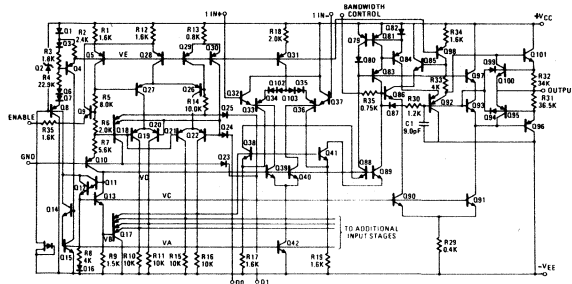 1 IN+
1 IN-
BANDWIDTH
CONTROL
+VCC
Q1
R2
2.4K
R1
1.6K
R12
1.6K
Q29
R13
0.8K
Q30
R18
2.0K
Q79
Q81
Q82
R34
1.6K
Q3
R3
1.8K
Q2
Q4
Q5
VE
Q28
Q31
Q80
Q84
Q85
Q98
Q101
R4
22.9K
Q6
Q7
Q8
Q9
R5
8.0K
Q27
Q26
R14
10.0K
Q25
Q32
Q33
Q34
Q102
Q103
Q35
Q36
Q37
Q83
R35
0.75K
Q86
Q87
R33
4K
R30
1.2K
Q92
Q97
Q93
Q99
Q100
R32
34K
OUTPUT
R31
36.5K
Q94
Q95
Q96
ENABLE
R35
1.6K
R6
2.0K
R7
5.6K
Q18
Q19
Q20
Q21
Q22
Q24
Q23
C1
9.0pF
GND
Q10
Q38
Q39
Q40
Q41
Q88
Q89
Q11
Q12
VD
VC
Q13
Q90
Q91
Q14
VB
Q17
TO ADDITIONAL
INPUT STAGES
VA
Q42
Q15
R8
4K
Q16
R9
1.5K
R10
10K
R11
10K
R15
10K
R16
10K
R17
1.6K
R19
1.6K
R29
0.4K
-VEE
D0
D1